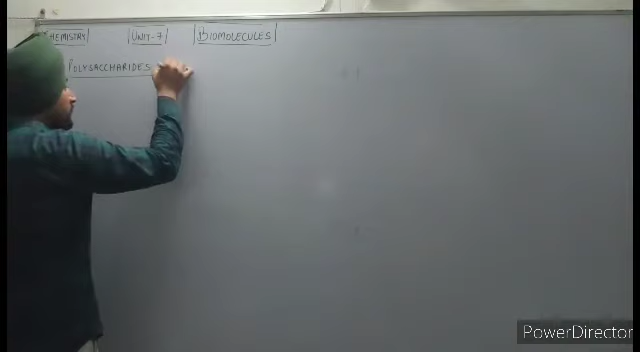 CHEMISTRY UNIT-7 BIOMOLECULES
POLYSACCHARIDES
PowerDirector